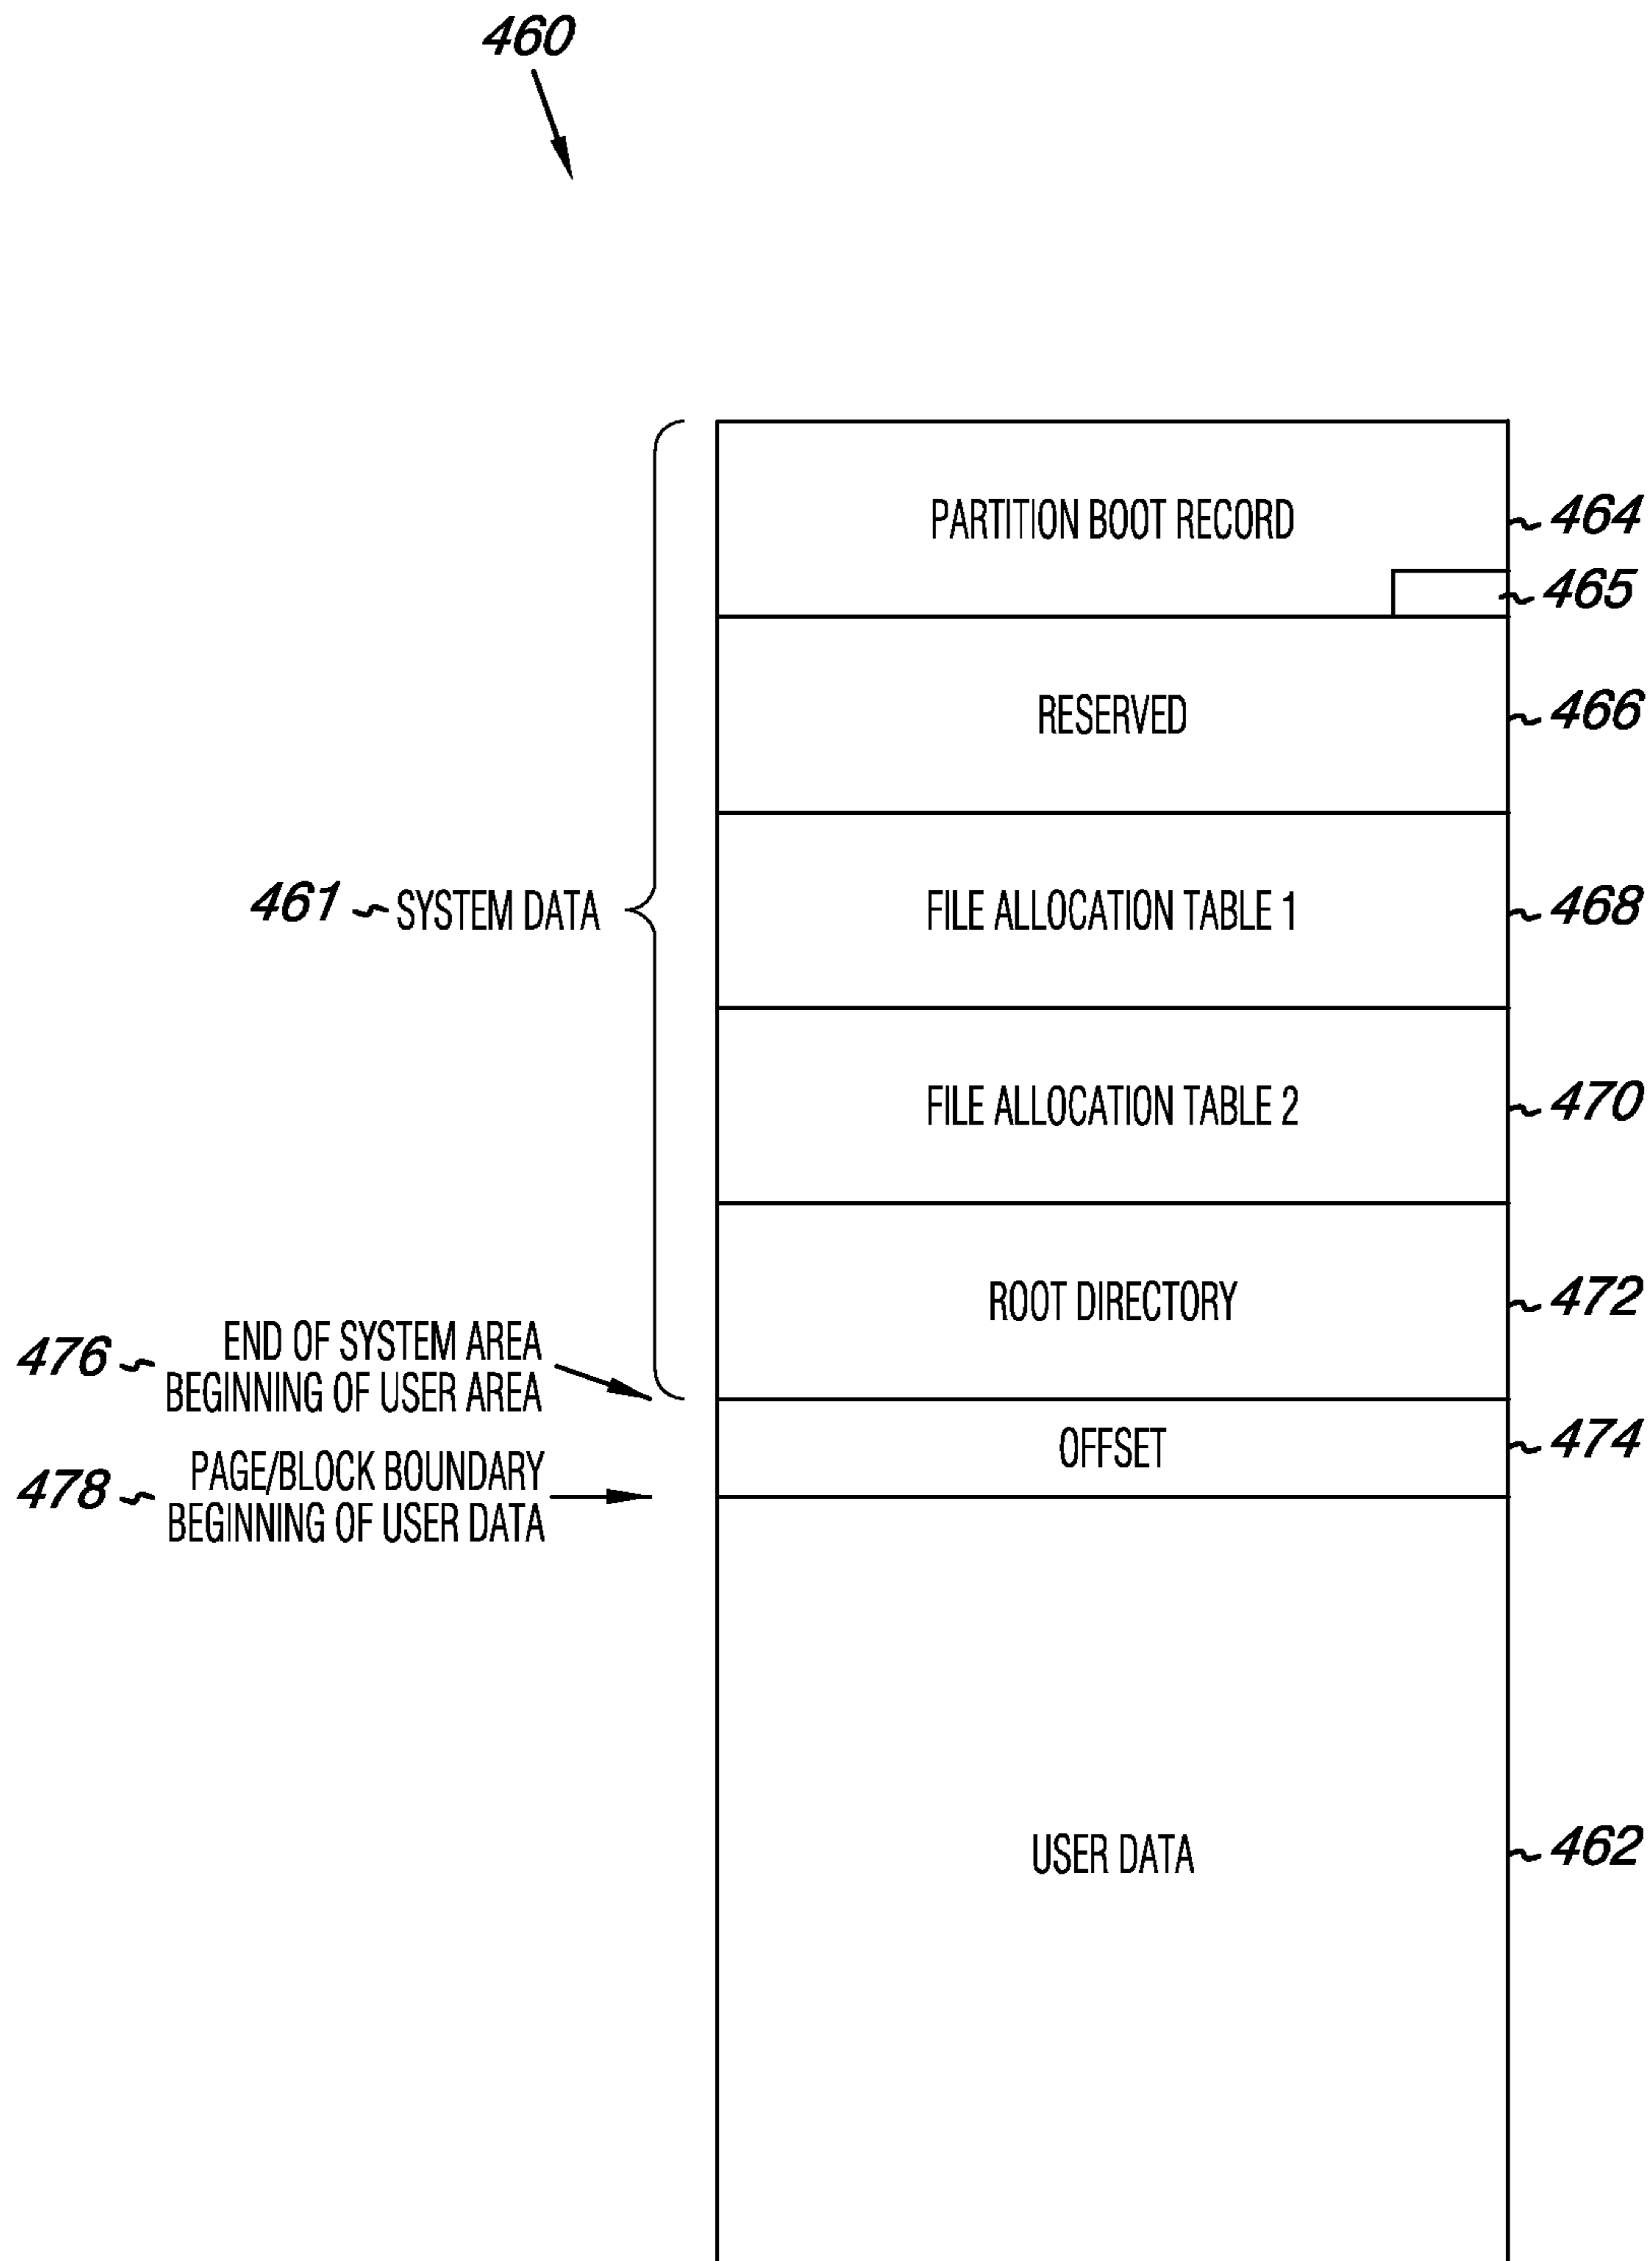 460
PARTITION BOOT RECORD
464
465
RESERVED
466
461 SYSTEM DATA
FILE ALLOCATION TABLE 1
468
FILE ALLOCATION TABLE 2
470
ROOT DIRECTORY
472
476
END OF SYSTEM AREA
BEGINNING OF USER AREA
OFFSET
474
478
PAGE/BLOCK BOUNDARY
BEGINNING OF USER DATA
USER DATA
462